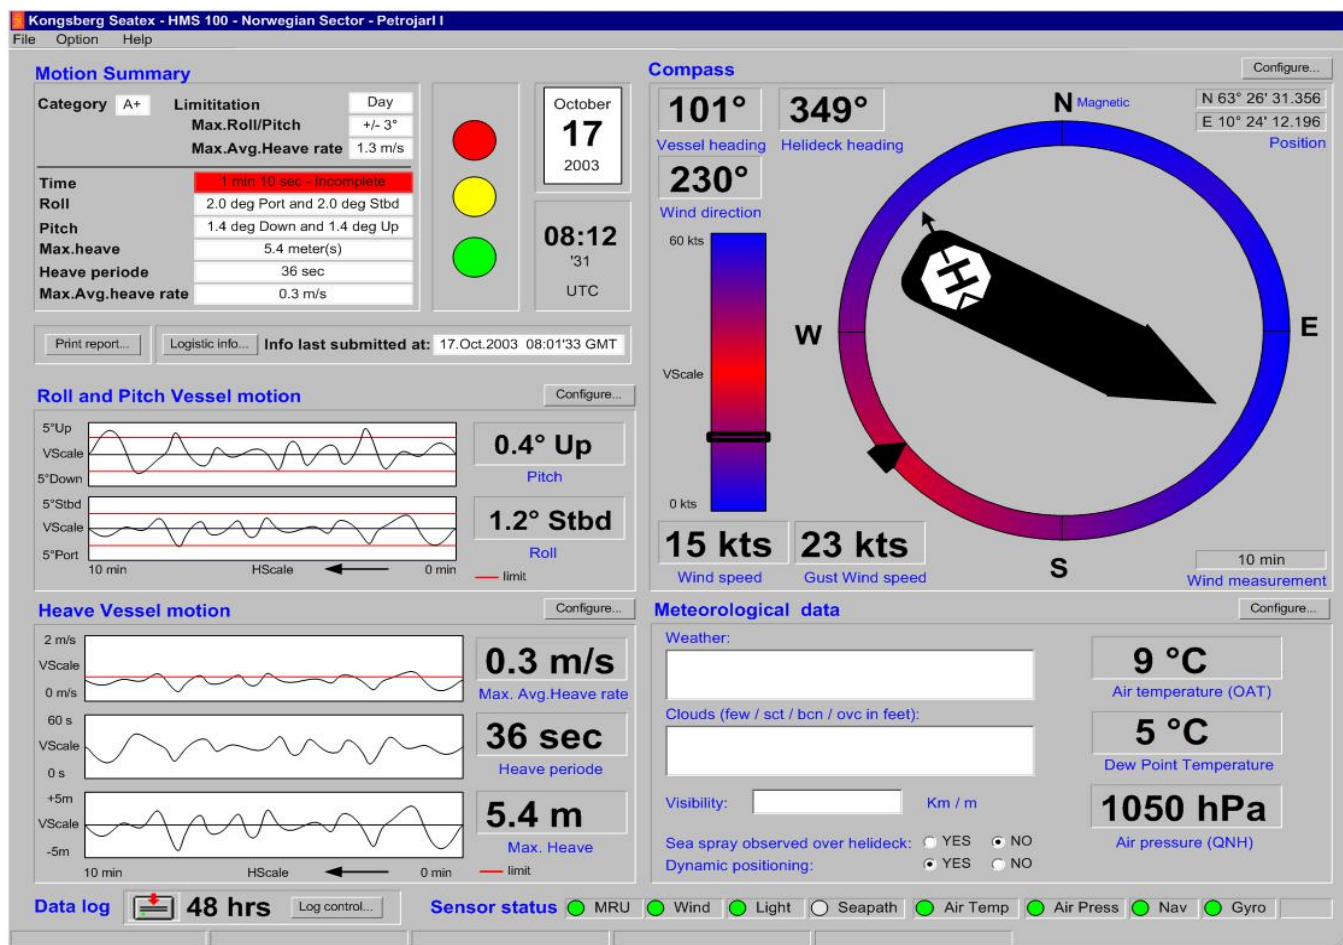 Kongsberg Seatex - HMS 100 - Norwegian Sector - Petrojarl I
File Option Help
Motion Summary
Category A+ Limititation Day
Max.Roll/Pitch +/- 3°
Max.Avg.Heave rate 1.3 m/s
Time 1 min 10 sec - Incomplete
Roll 2.0 deg Port and 2.0 deg Stbd
Pitch 1.4 deg Down and 1.4 deg Up
Max.heave 5.4 meter(s)
Heave periode 36 sec
Max.Avg.heave rate 0.3 m/s
October
17
2003
08:12
'31
UTC
Print report... Logistic info... Info last submitted at: 17.Oct.2003 08:01'33 GMT
Roll and Pitch Vessel motion Configure...
5°Up
VScale
5°Down
0.4° Up
Pitch
5°Stbd
VScale
5°Port
1.2° Stbd
Roll
10 min HScale 0 min limit
Heave Vessel motion Configure...
2 m/s
VScale
0 m/s
0.3 m/s
Max. Avg.Heave rate
60 s
VScale
0 s
36 sec
Heave periode
+5m
VScale
-5m
5.4 m
Max. Heave
10 min HScale 0 min limit
Compass Configure...
101° 349°
Vessel heading Helideck heading
230°
Wind direction
N Magnetic
N 63° 26' 31.356
E 10° 24' 12.196
Position
60 kts
VScale
0 kts
W
H
E
S
15 kts 23 kts
Wind speed Gust Wind speed
10 min
Wind measurement
Meteorological data Configure...
Weather:
Clouds (few / sct / bcn / ovc in feet):
Visibility: Km / m
Sea spray observed over helideck: YES NO
Dynamic positioning: YES NO
9 °C
Air temperature (OAT)
5 °C
Dew Point Temperature
1050 hPa
Air pressure (QNH)
Data log 48 hrs Log control... Sensor status MRU Wind Light Seapath Air Temp Air Press Nav Gyro